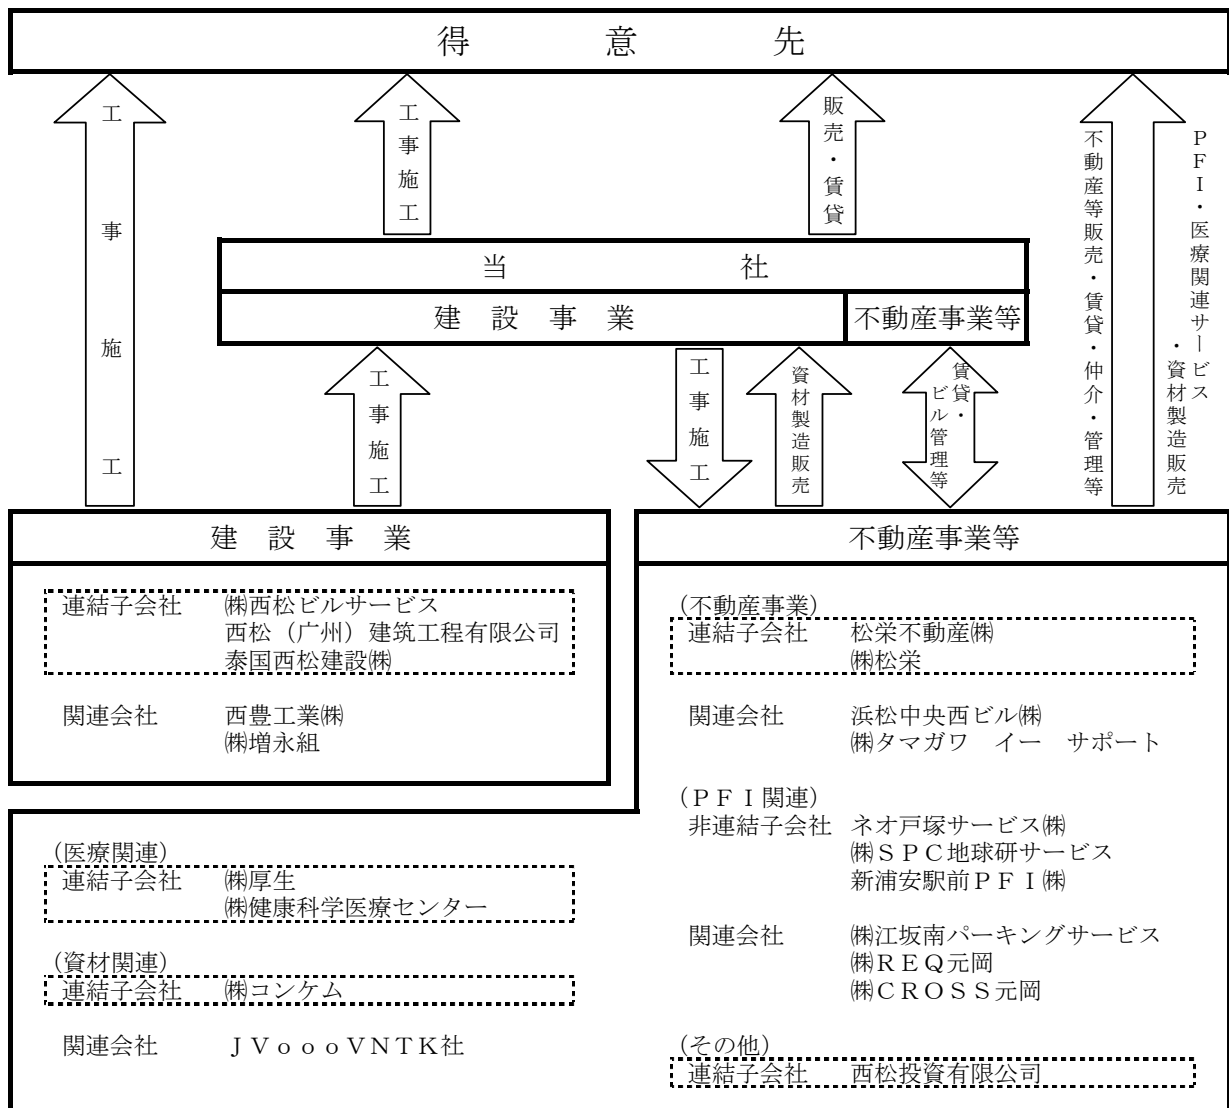 得意先
工事施工
工事施工
販売・賃貸
不動産等販売・賃貸・仲介・管理等
PFI・医療関連サービス
・資材製造販売
当社
建設事業
不動産事業等
工事施工
工事施工
資材製造販売
賃貸・
ビル管理等
建設事業
連結子会社 ㈱西松ビルサービス
西松（广州）建筑工程有限公司
泰国西松建設㈱
関連会社 西豊工業㈱
㈱増永組
不動産事業等
(不動産事業)
連結子会社 松栄不動産㈱
㈱松栄
関連会社 浜松中央西ビル㈱
㈱タマガワ　イー　サポート
(ＰＦＩ関連)
非連結子会社 ネオ戸塚サービス㈱
㈱ＳＰＣ地球研サービス
新浦安駅前ＰＦＩ㈱
関連会社 ㈱江坂南パーキングサービス
㈱ＲＥＱ元岡
㈱ＣＲＯＳＳ元岡
(その他)
連結子会社 西松投資有限公司
(医療関連)
連結子会社 ㈱厚生
㈱健康科学医療センター
(資材関連)
連結子会社 ㈱コンケム
関連会社 ＪＶｏｏｏＶＮＴＫ社